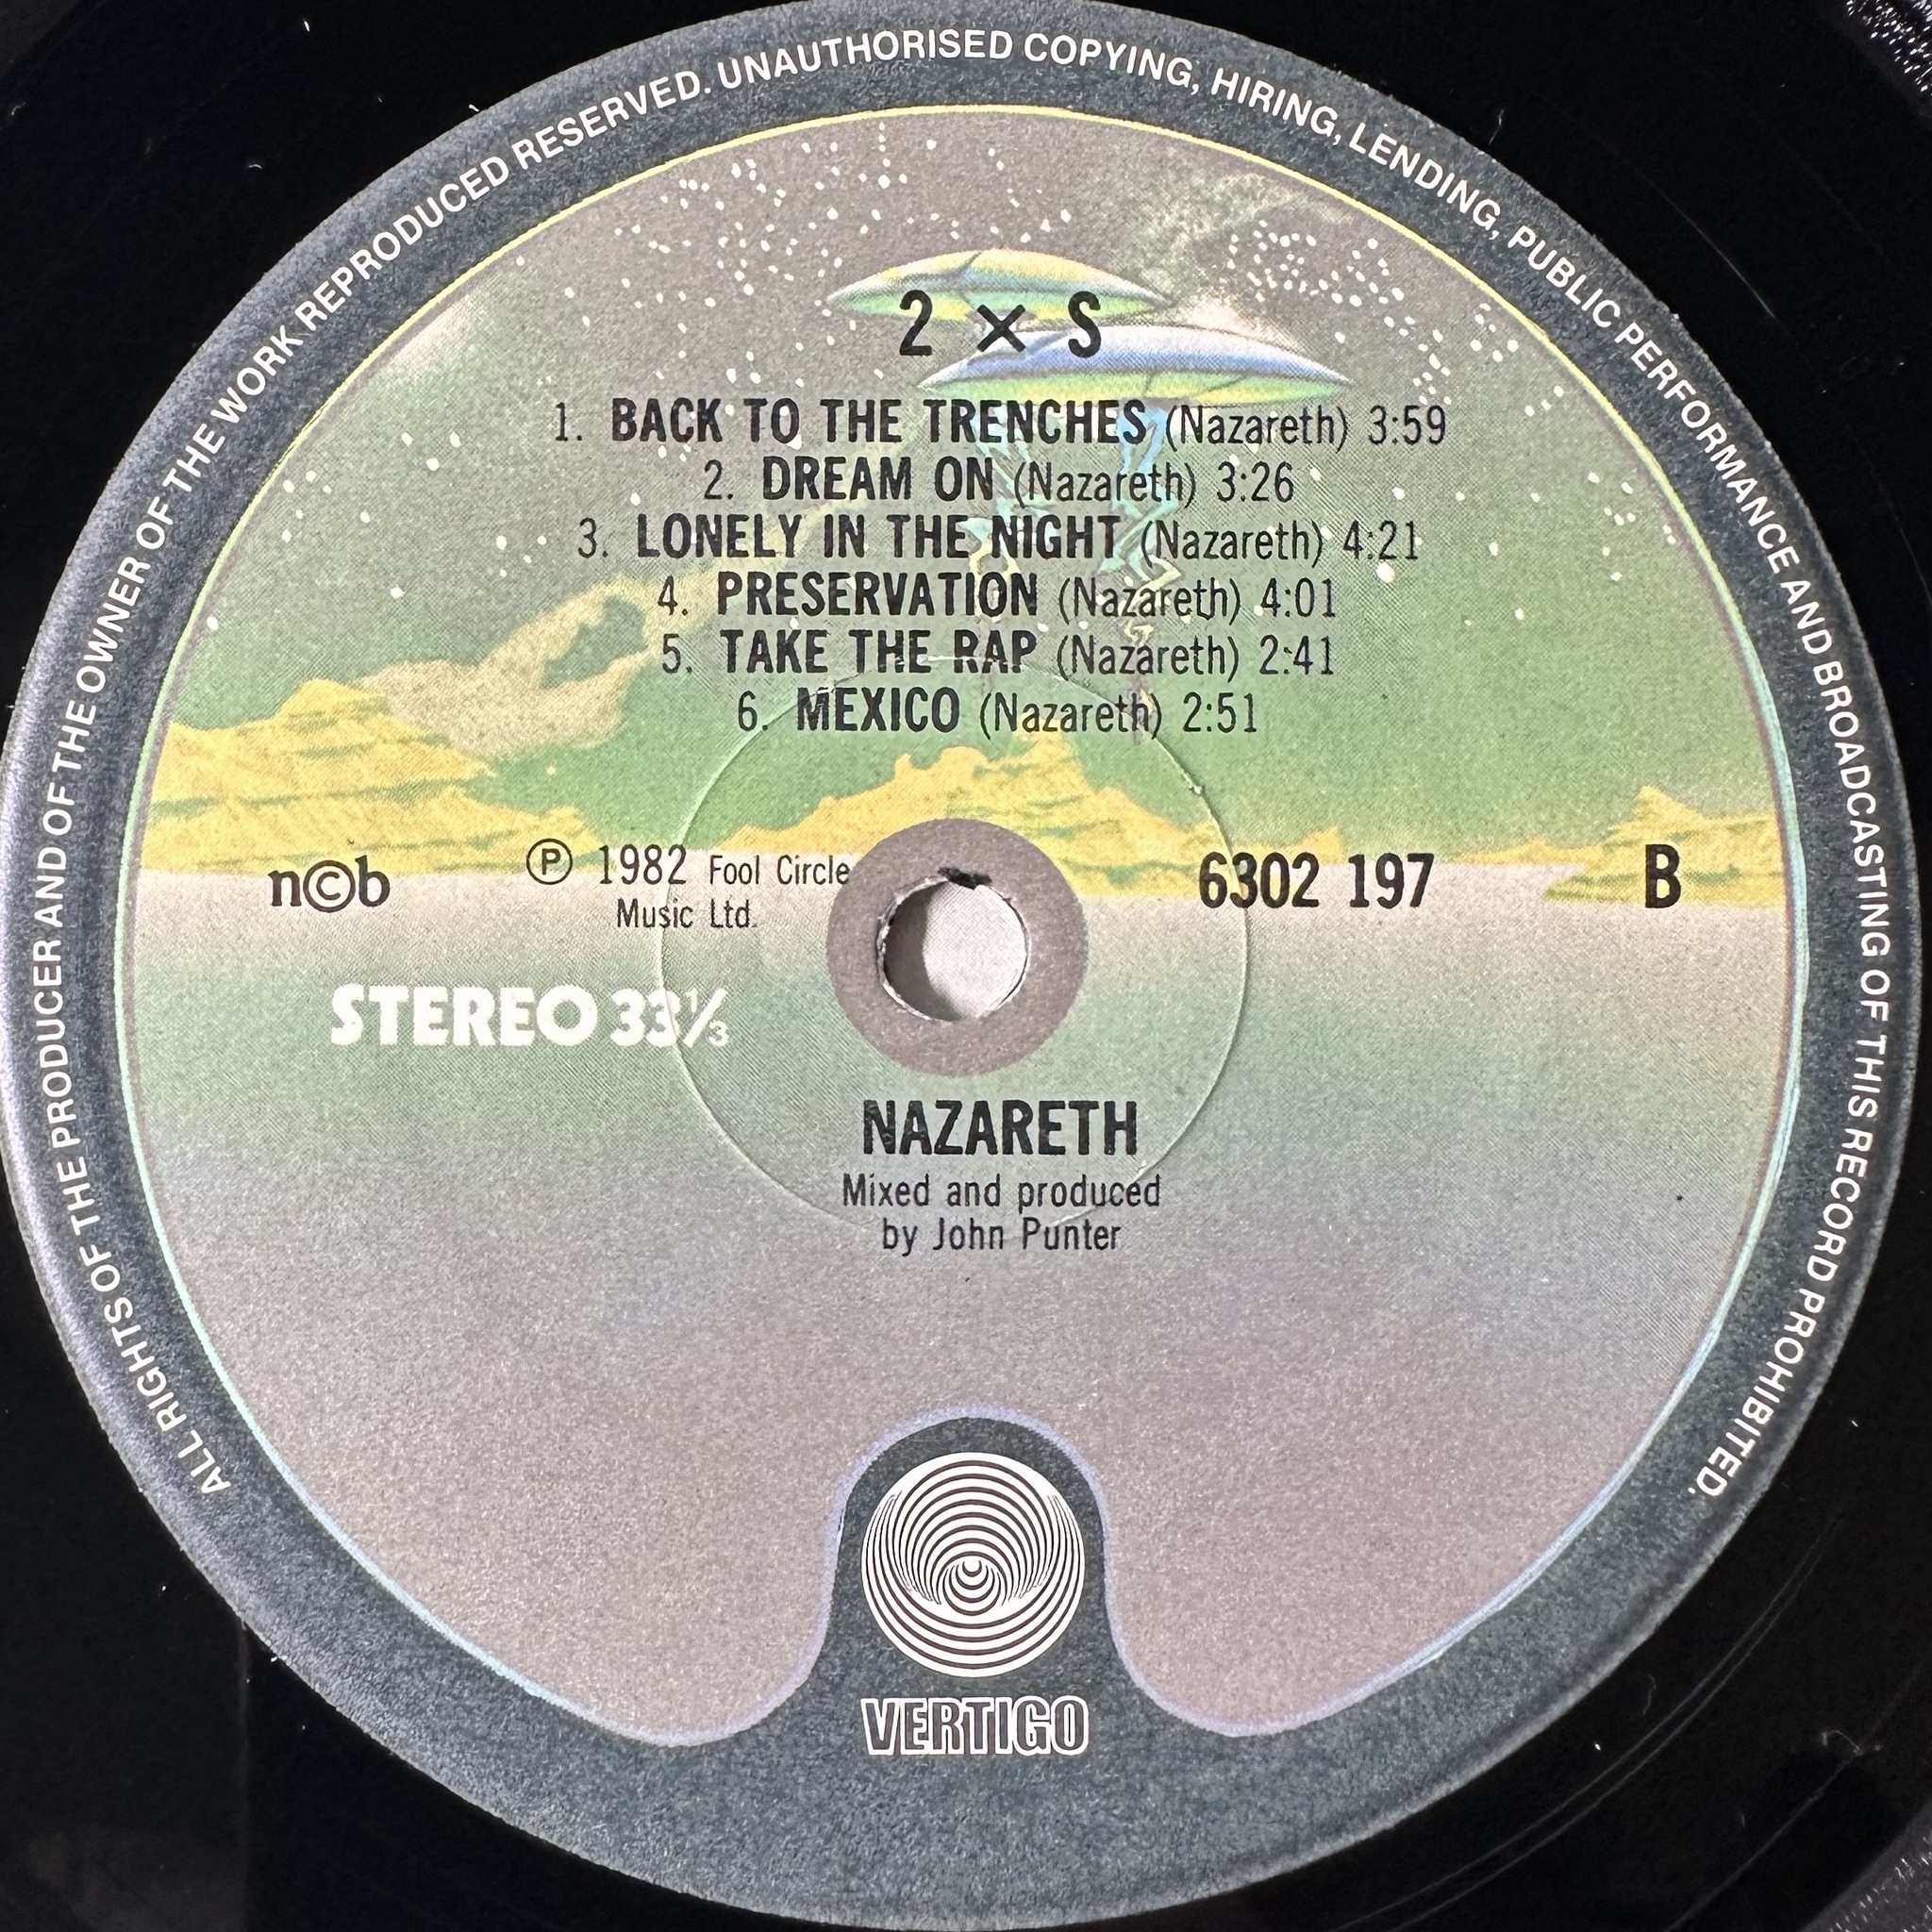 ALL RIGHTS OF THE PRODUCER AND OF THE OWNER OF THE WORK REPRODUCED RESERVED. UNAUTHORISED COPYING, HIRING, LENDING, PUBLIC PERFORMANCE AND BROADCASTING OF THIS RECORD PROHIBITED.
2 × S
1. BACK TO THE TRENCHES (Nazareth) 3:59
2. DREAM ON (Nazareth) 3:26
3. LONELY IN THE NIGHT (Nazareth) 4:21
4. PRESERVATION (Nazareth) 4:01
5. TAKE THE RAP (Nazareth) 2:41
6. MEXICO (Nazareth) 2:51
n©b
℗ 1982 Fool Circle
Music Ltd.
6302 197
B
STEREO 33⅓
NAZARETH
Mixed and produced
by John Punter
VERTIGO